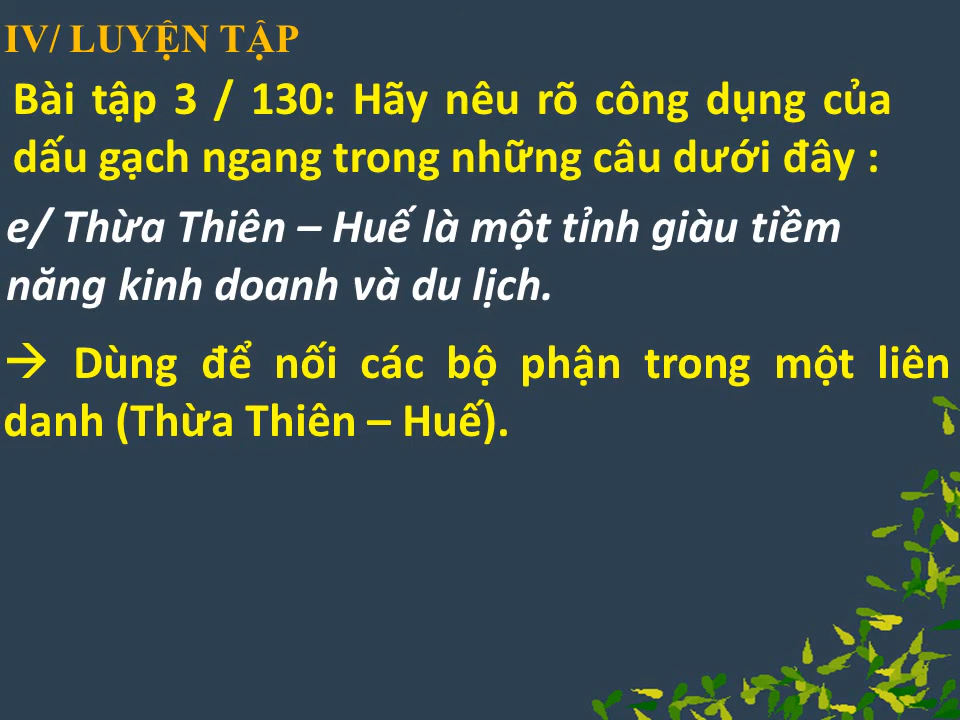 IV/ LUYỆN TẬP
Bài tập 3 / 130: Hãy nêu rõ công dụng của
dấu gạch ngang trong những câu dưới đây :
e/ Thừa Thiên – Huế là một tỉnh giàu tiềm
năng kinh doanh và du lịch.
→ Dùng để nối các bộ phận trong một liên
danh (Thừa Thiên – Huế).